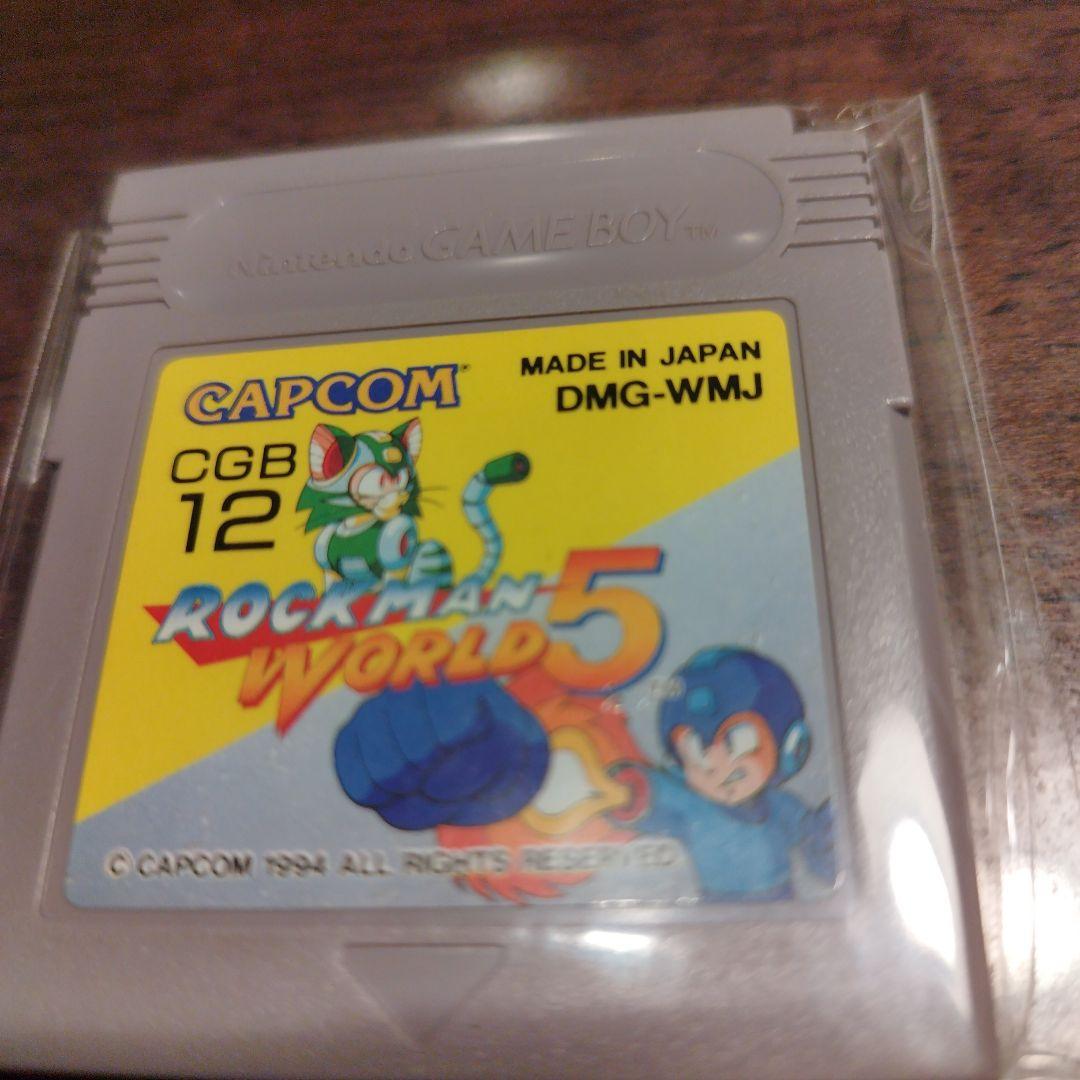 Nintendo GAME BOY™
CAPCOM
MADE IN JAPAN
DMG-WMJ
CGB
12
ROCKMAN
WORLD 5
© CAPCOM 1994 ALL RIGHTS RESERVED